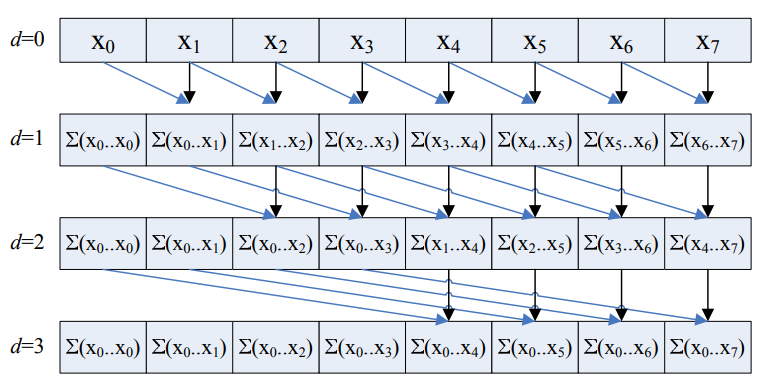 d=0 x₀ x₁ x₂ x₃ x₄ x₅ x₆ x₇
d=1 Σ(x₀..x₀) Σ(x₀..x₁) Σ(x₁..x₂) Σ(x₂..x₃) Σ(x₃..x₄) Σ(x₄..x₅) Σ(x₅..x₆) Σ(x₆..x₇)
d=2 Σ(x₀..x₀) Σ(x₀..x₁) Σ(x₀..x₂) Σ(x₀..x₃) Σ(x₁..x₄) Σ(x₂..x₅) Σ(x₃..x₆) Σ(x₄..x₇)
d=3 Σ(x₀..x₀) Σ(x₀..x₁) Σ(x₀..x₂) Σ(x₀..x₃) Σ(x₀..x₄) Σ(x₀..x₅) Σ(x₀..x₆) Σ(x₀..x₇)